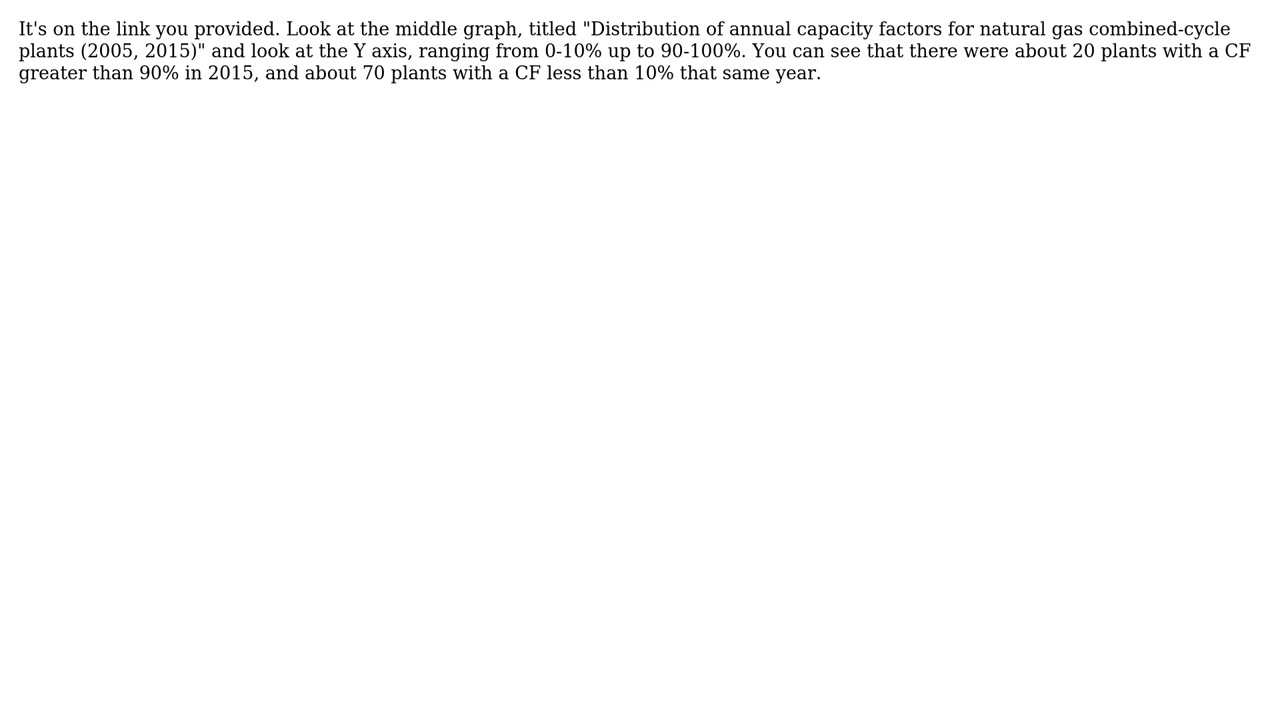 It's on the link you provided. Look at the middle graph, titled "Distribution of annual capacity factors for natural gas combined-cycle
plants (2005, 2015)" and look at the Y axis, ranging from 0-10% up to 90-100%. You can see that there were about 20 plants with a CF
greater than 90% in 2015, and about 70 plants with a CF less than 10% that same year.